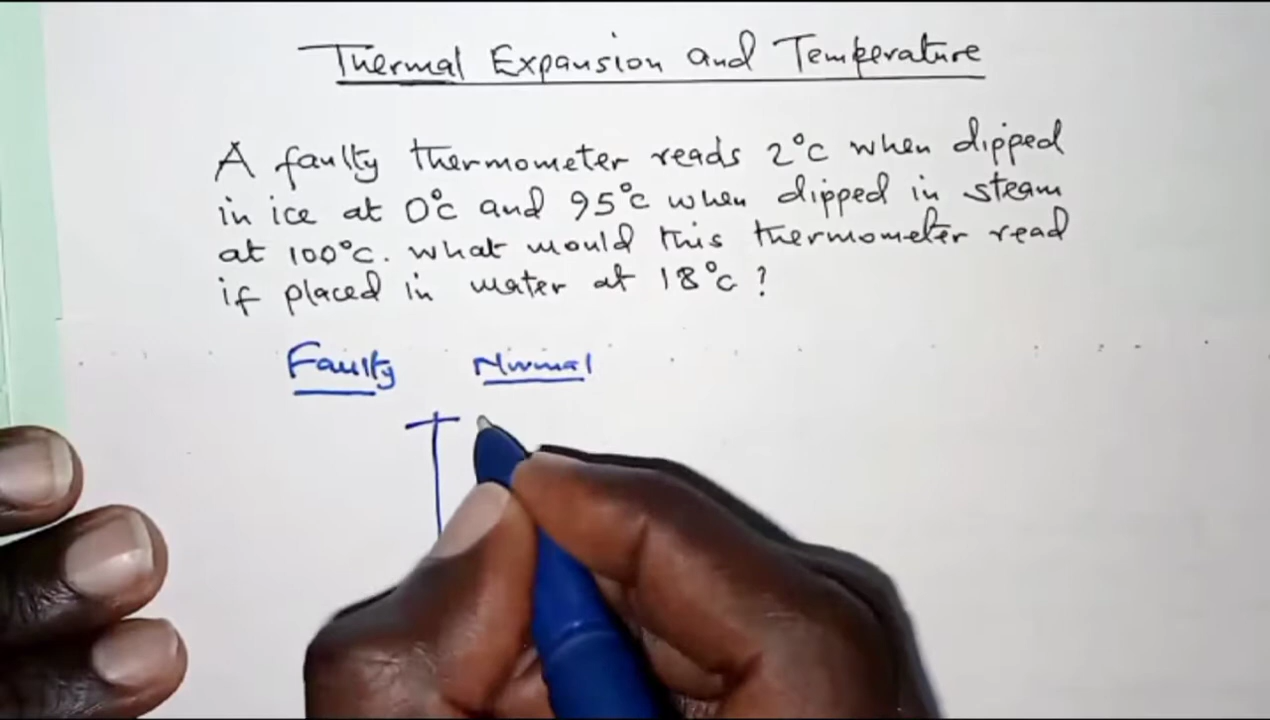 Thermal Expansion and Temperature
A faulty thermometer reads 2°c when dipped
in ice at 0°c and 95°c when dipped in steam
at 100°c. what would this thermometer read
if placed in water at 18°c ?
Faulty Normal